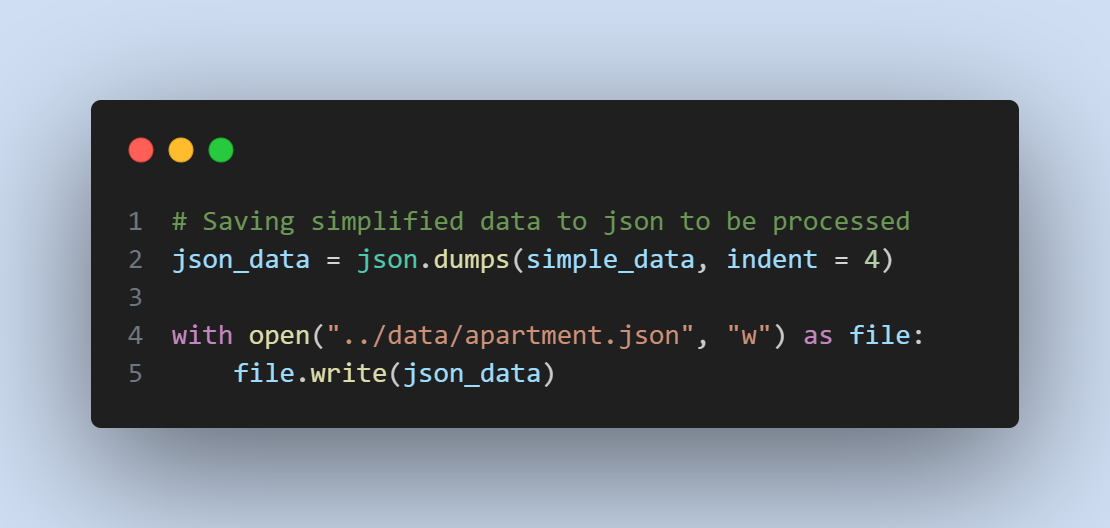 1 # Saving simplified data to json to be processed
2 json_data = json.dumps(simple_data, indent = 4)
3
4 with open("../data/apartment.json", "w") as file:
5     file.write(json_data)